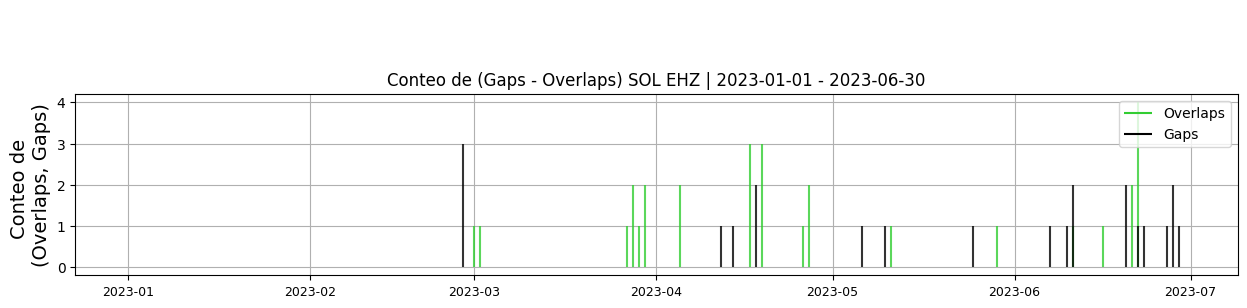 Conteo de (Gaps - Overlaps) SOL EHZ | 2023-01-01 - 2023-06-30
Conteo de
(Overlaps, Gaps)
4
3
2
1
0
Overlaps
Gaps
2023-01
2023-02
2023-03
2023-04
2023-05
2023-06
2023-07